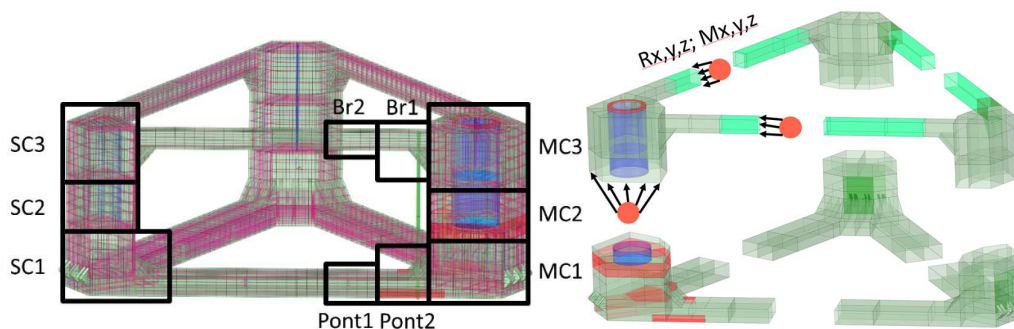 Rx,y,z; Mx,y,z
Br2 Br1
SC3
MC3
SC2
MC2
SC1
MC1
Pont1 Pont2